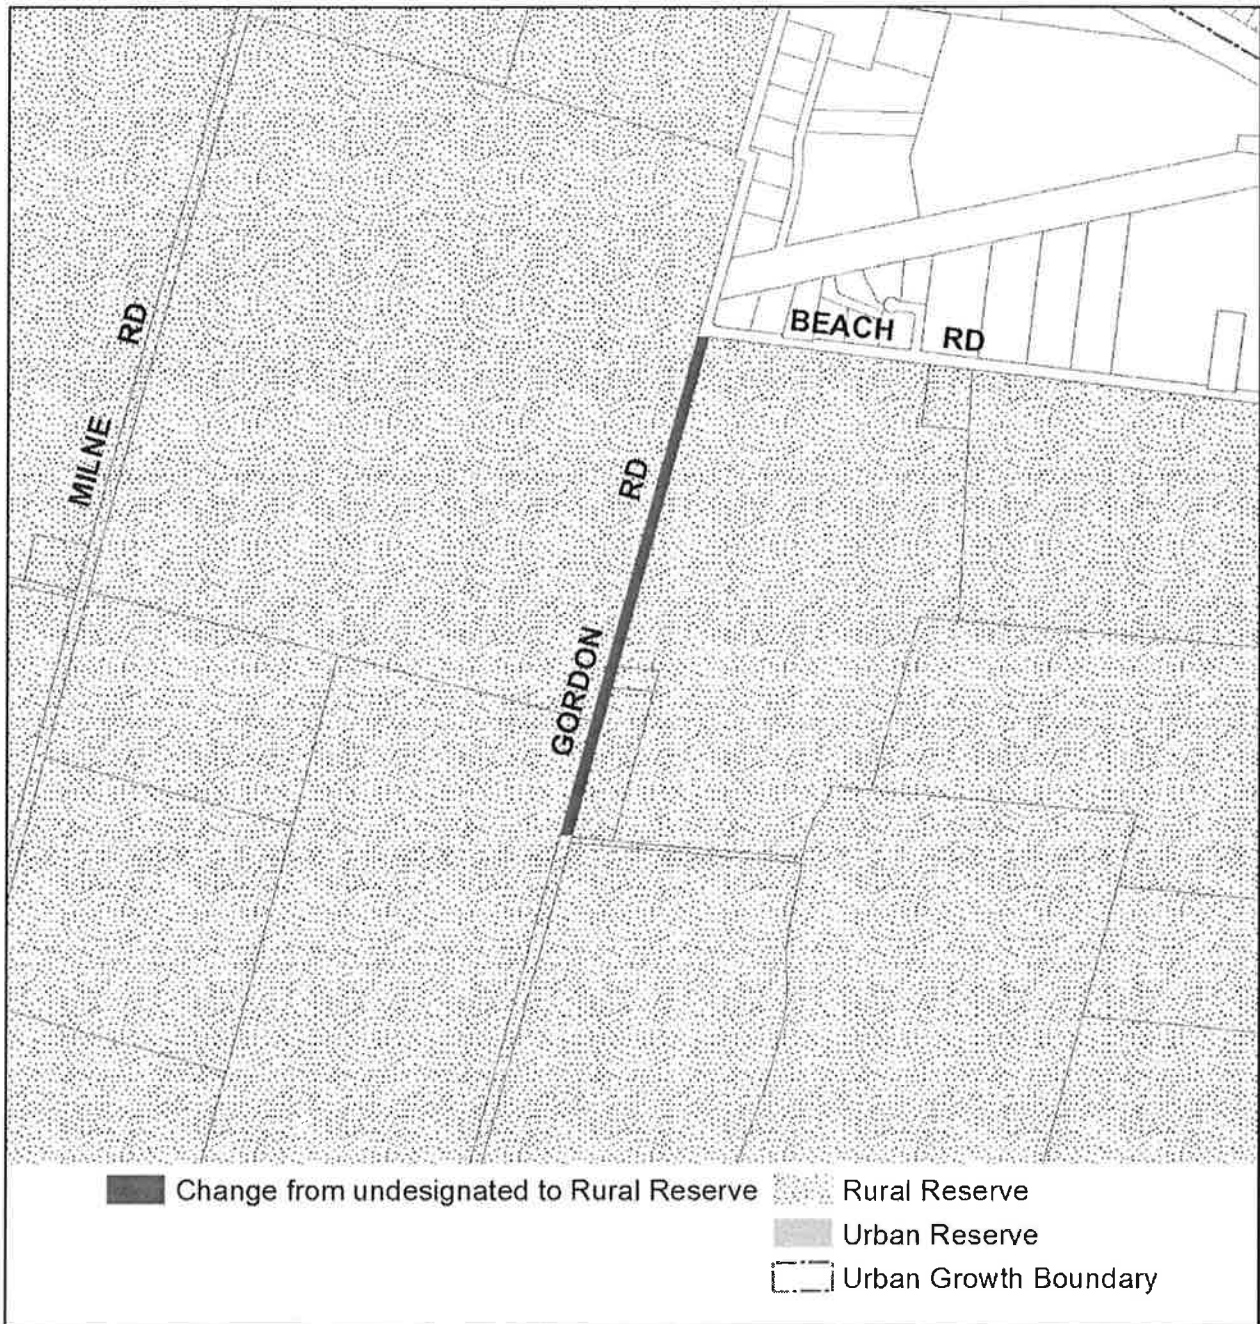 BEACH RD
MILNE RD
GORDON RD
Change from undesignated to Rural Reserve
Rural Reserve
Urban Reserve
Urban Growth Boundary